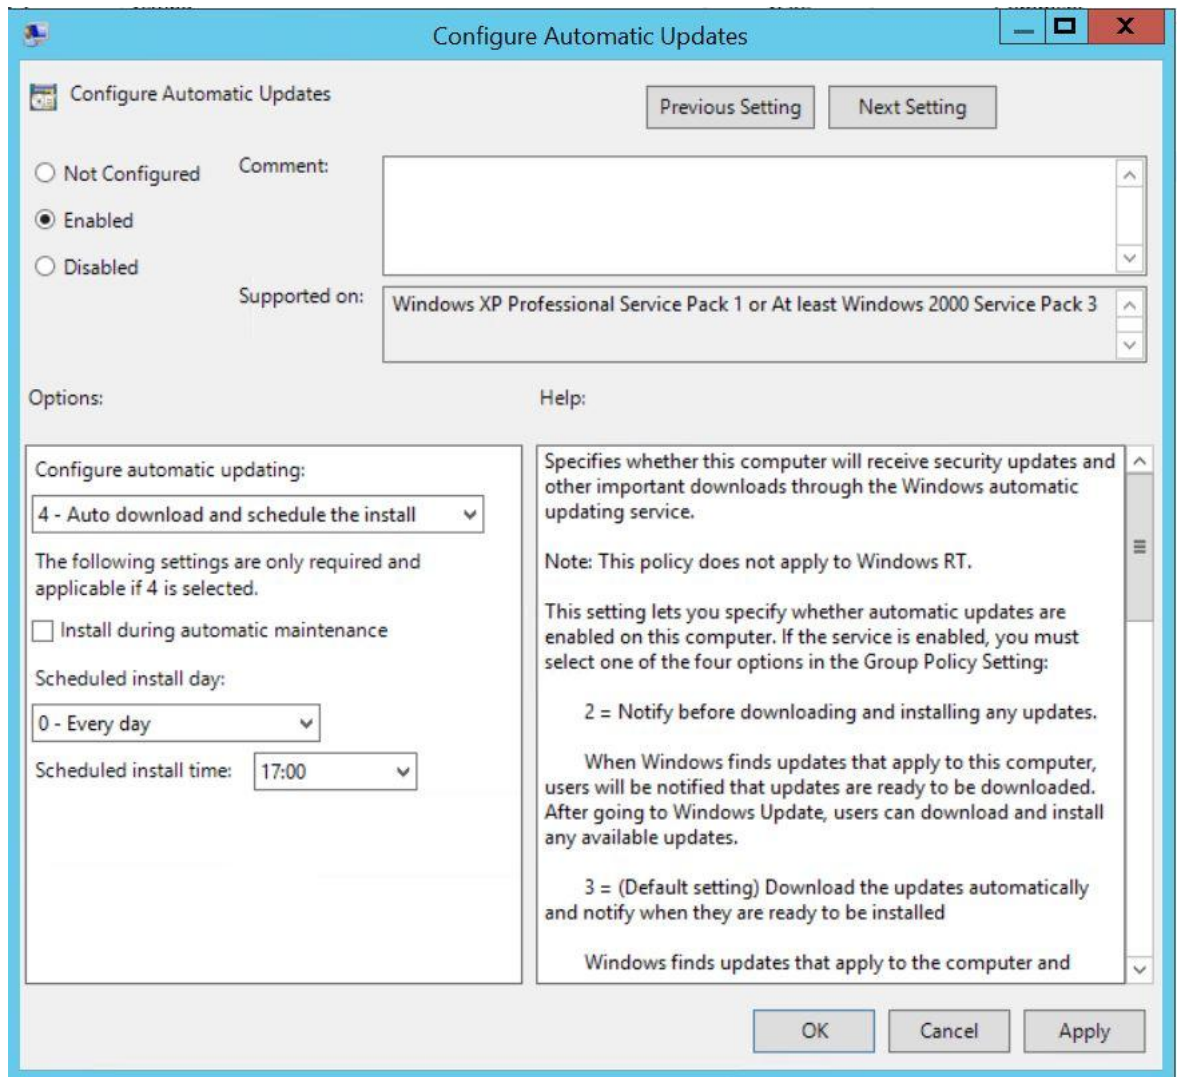 Configure Automatic Updates
Configure Automatic Updates
Previous Setting
Next Setting
Not Configured
Enabled
Disabled
Comment:
Supported on:
Windows XP Professional Service Pack 1 or At least Windows 2000 Service Pack 3
Options:
Help:
Configure automatic updating:
4 - Auto download and schedule the install
The following settings are only required and
applicable if 4 is selected.
Install during automatic maintenance
Scheduled install day:
0 - Every day
Scheduled install time:
17:00
Specifies whether this computer will receive security updates and
other important downloads through the Windows automatic
updating service.
Note: This policy does not apply to Windows RT.
This setting lets you specify whether automatic updates are
enabled on this computer. If the service is enabled, you must
select one of the four options in the Group Policy Setting:
2 = Notify before downloading and installing any updates.
When Windows finds updates that apply to this computer,
users will be notified that updates are ready to be downloaded.
After going to Windows Update, users can download and install
any available updates.
3 = (Default setting) Download the updates automatically
and notify when they are ready to be installed
Windows finds updates that apply to the computer and
OK
Cancel
Apply